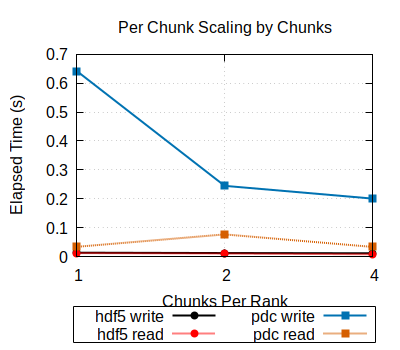 Per Chunk Scaling by Chunks
Elapsed Time (s)
0.7
0.6
0.5
0.4
0.3
0.2
0.1
0
1 2 4
Chunks Per Rank
hdf5 write pdc write
hdf5 read pdc read